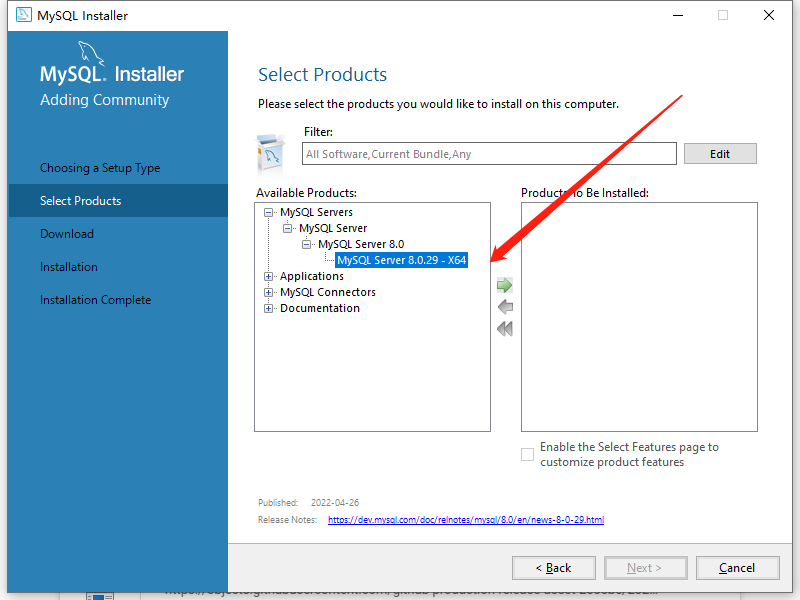 MySQL Installer
MySQL. Installer
Adding Community
Choosing a Setup Type
Select Products
Download
Installation
Installation Complete
Select Products
Please select the products you would like to install on this computer.
Filter:
All Software,Current Bundle,Any
Edit
Available Products:
Products To Be Installed:
MySQL Servers
MySQL Server
MySQL Server 8.0
MySQL Server 8.0.29 - X64
Applications
MySQL Connectors
Documentation
Enable the Select Features page to
customize product features
Published: 2022-04-26
Release Notes: https://dev.mysql.com/doc/relnotes/mysql/8.0/en/news-8-0-29.html
< Back
Next >
Cancel